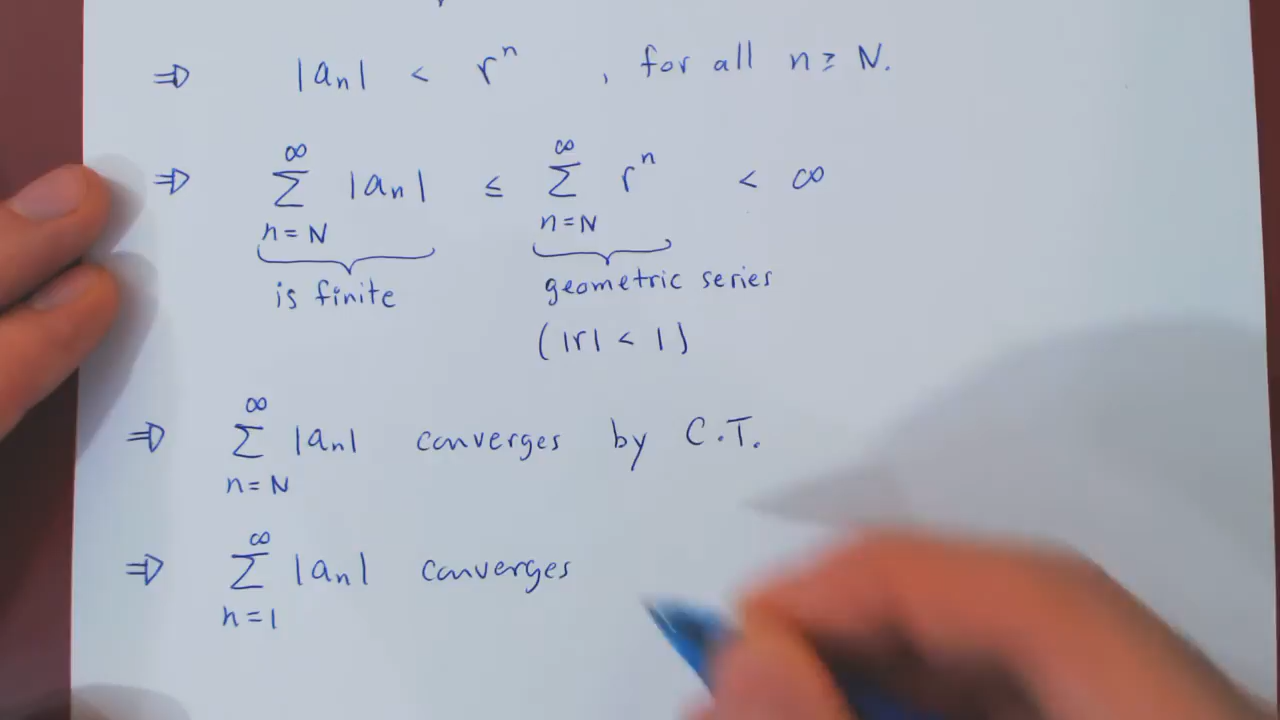 ⇒ |aₙ| < rⁿ , for all n ≥ N.
⇒ ∑_{n=N}^{∞} |aₙ| ≤ ∑_{n=N}^{∞} rⁿ < ∞
is finite geometric series
(|r| < 1)
⇒ ∑_{n=N}^{∞} |aₙ| converges by C.T.
⇒ ∑_{n=1}^{∞} |aₙ| converges